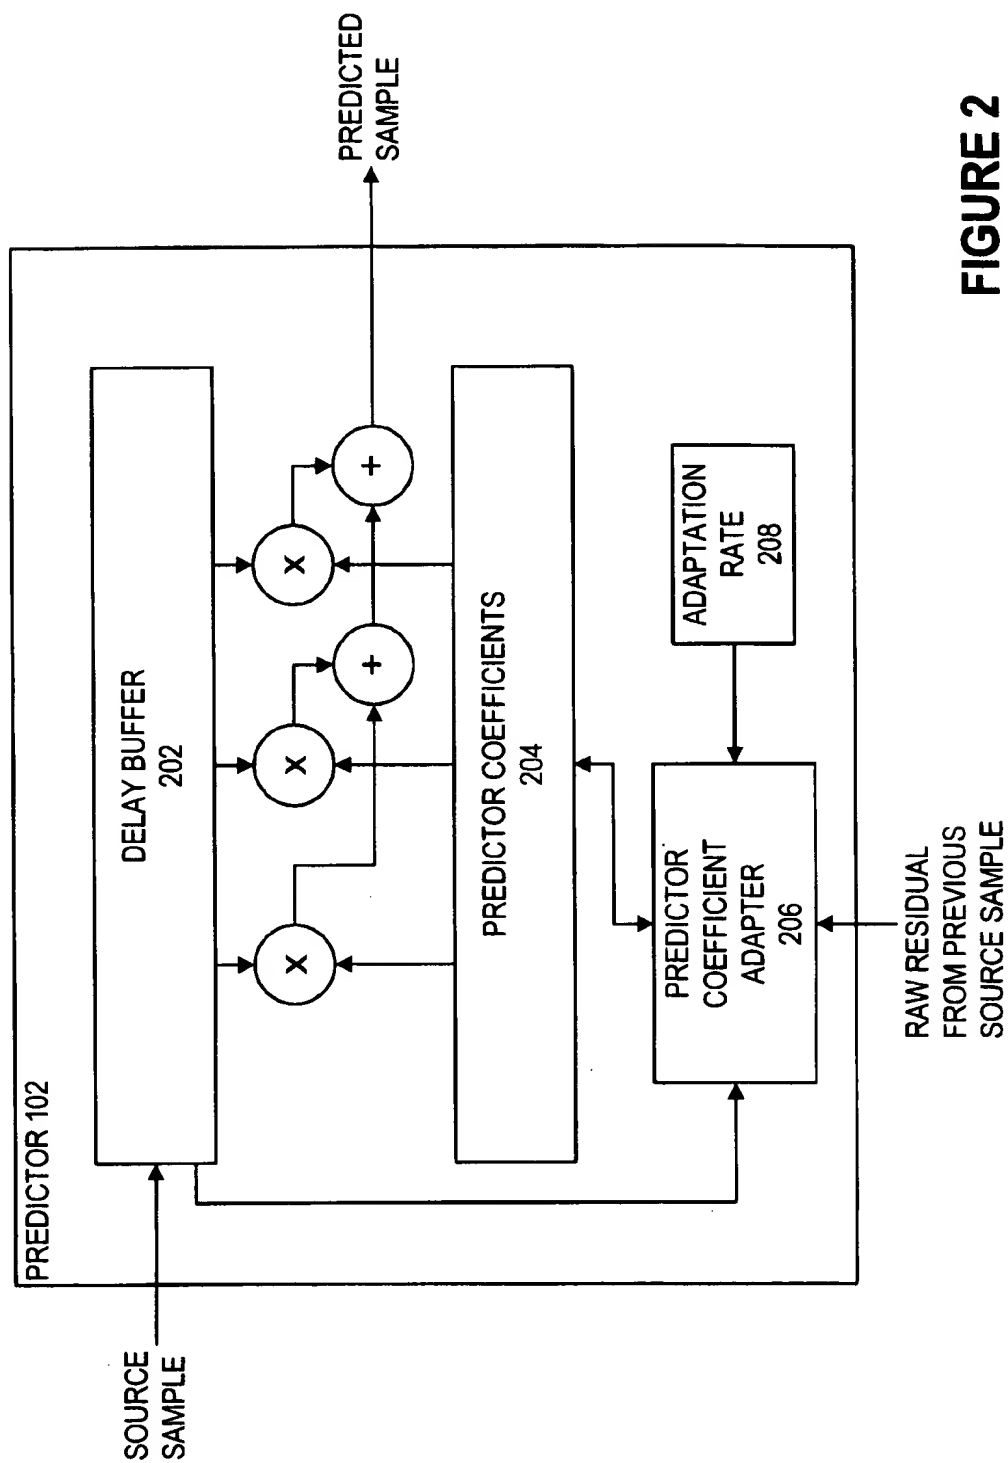 PREDICTOR 102
SOURCE
SAMPLE
DELAY BUFFER
202
X
X
X
+
+
PREDICTED
SAMPLE
PREDICTOR COEFFICIENTS
204
PREDICTOR
COEFFICIENT
ADAPTER
206
ADAPTATION
RATE
208
RAW RESIDUAL
FROM PREVIOUS
SOURCE SAMPLE
FIGURE 2